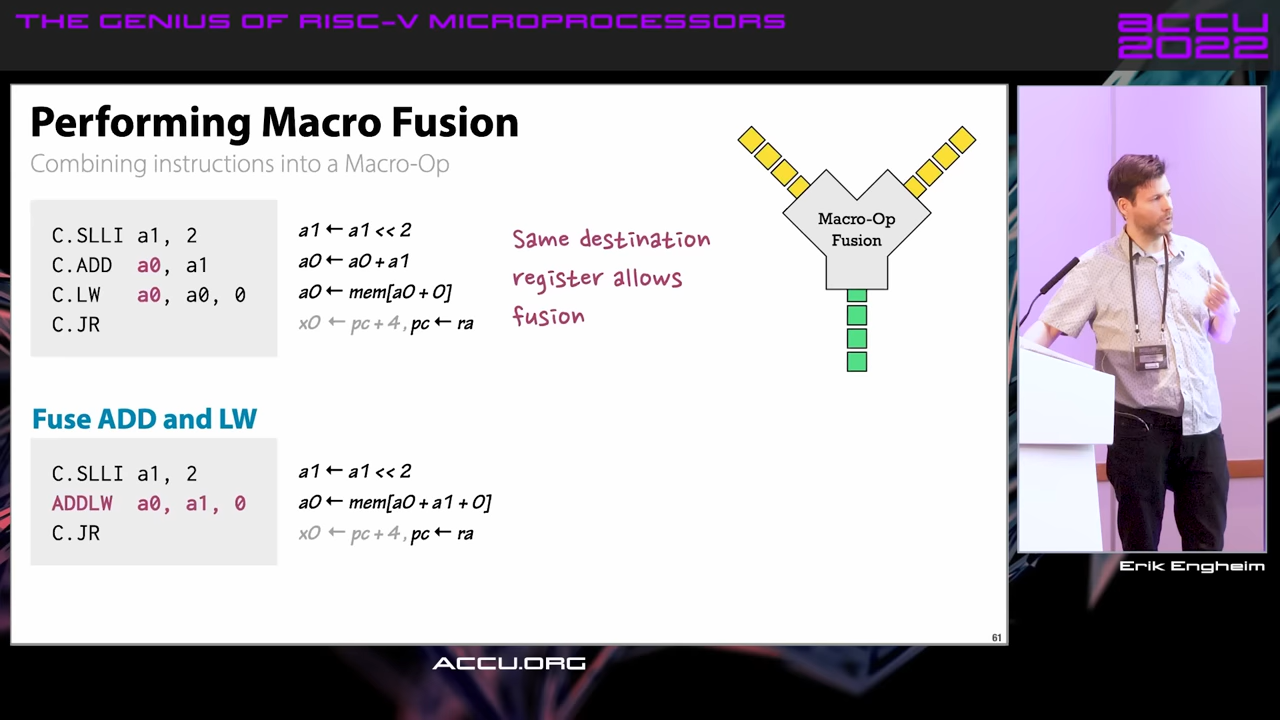 THE GENIUS OF RISC-V MICROPROCESSORS
ACCU
2022
Performing Macro Fusion
Combining instructions into a Macro-Op
C.SLLI a1, 2
C.ADD a0, a1
C.LW a0, a0, 0
C.JR
a1 ← a1 << 2
a0 ← a0 + a1
a0 ← mem[a0 + 0]
x0 ← pc + 4, pc ← ra
Same destination
register allows
fusion
Macro-Op
Fusion
Fuse ADD and LW
C.SLLI a1, 2
ADDLW a0, a1, 0
C.JR
a1 ← a1 << 2
a0 ← mem[a0 + a1 + 0]
x0 ← pc + 4, pc ← ra
61
Erik Engheim
ACCU.ORG